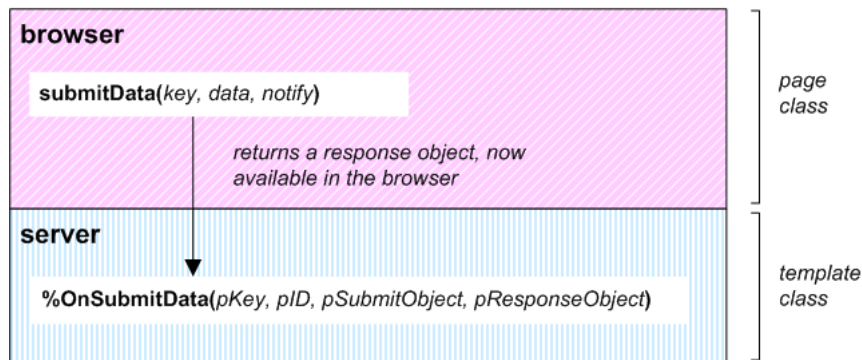 browser
submitData(key, data, notify)
returns a response object, now
available in the browser
page
class
server
%OnSubmitData(pKey, pID, pSubmitObject, pResponseObject)
template
class